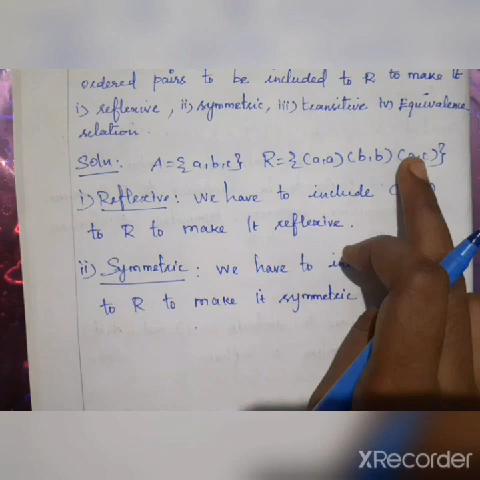 ordered pairs to be included to R to make it
i) reflexive, ii) symmetric, iii) transitive iv) Equivalence
relation.
Soln: A={a,b,c} R={(a,a)(b,b)(a,c)}
i) Reflexive: we have to include
to R to make it reflexive.
ii) Symmetric: we have to
to R to make it symmetric
XRecorder